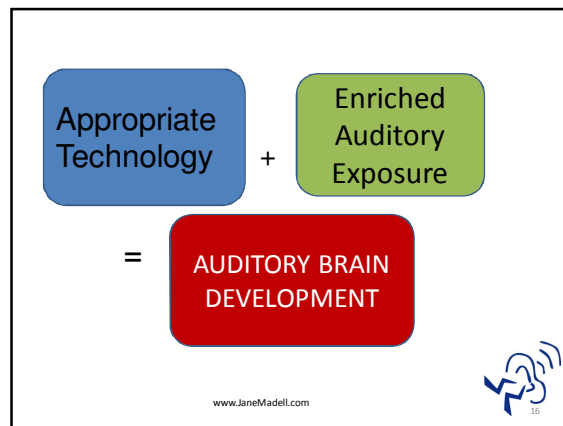 Appropriate
Technology
+
Enriched
Auditory
Exposure
=
AUDITORY BRAIN
DEVELOPMENT
www.JaneMadell.com
16